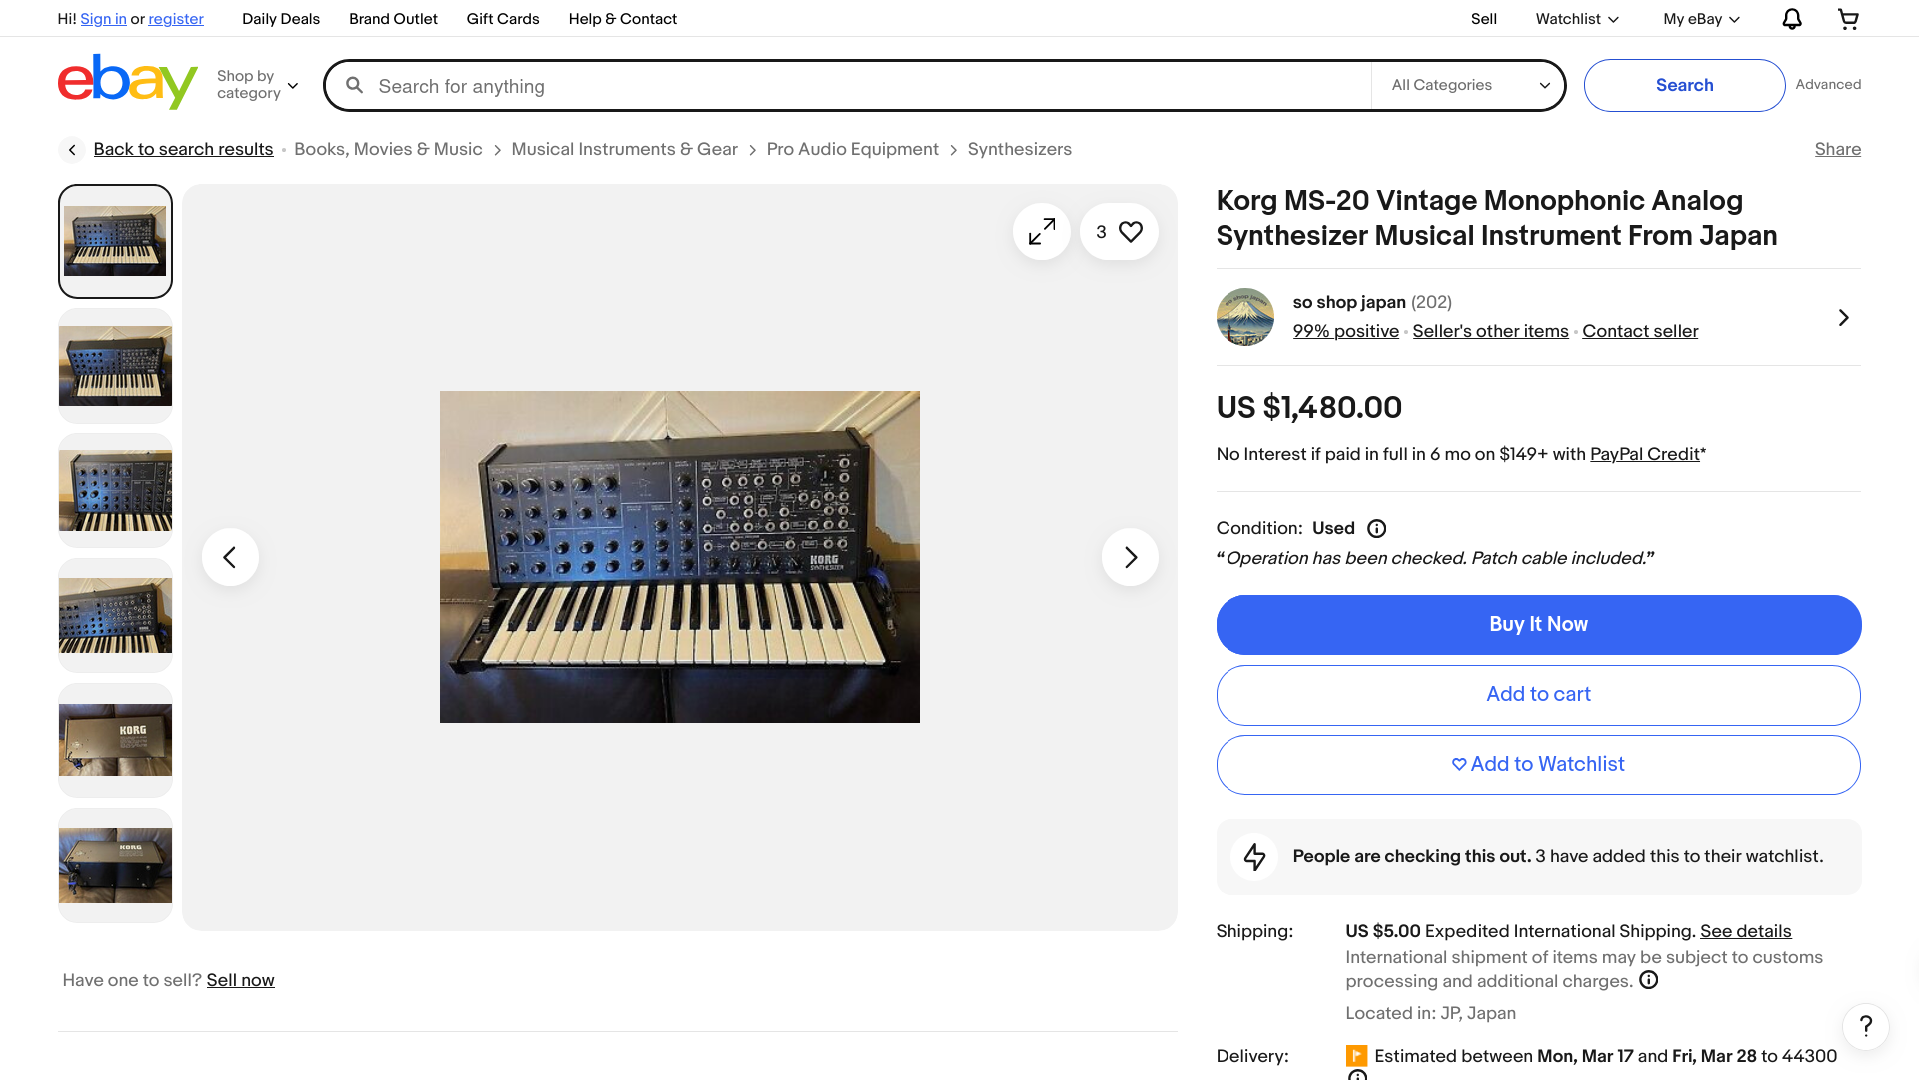 Hi! Sign in or register
Daily Deals
Brand Outlet
Gift Cards
Help & Contact
Sell
Watchlist
My eBay
ebay
Shop by
category
Search for anything
All Categories
Search
Advanced
Back to search results
Books, Movies & Music
Musical Instruments & Gear
Pro Audio Equipment
Synthesizers
Share
3
KORG
SYNTHESIZER
KORG
KORG
Have one to sell? Sell now
Korg MS-20 Vintage Monophonic Analog
Synthesizer Musical Instrument From Japan
so shop japan
so shop japan (202)
99% positive
Seller's other items
Contact seller
US $1,480.00
No Interest if paid in full in 6 mo on $149+ with PayPal Credit*
Condition: Used
“Operation has been checked. Patch cable included.”
Buy It Now
Add to cart
Add to Watchlist
People are checking this out. 3 have added this to their watchlist.
Shipping:
US $5.00 Expedited International Shipping. See details
International shipment of items may be subject to customs
processing and additional charges.
Located in: JP, Japan
Delivery:
Estimated between Mon, Mar 17 and Fri, Mar 28 to 44300
?